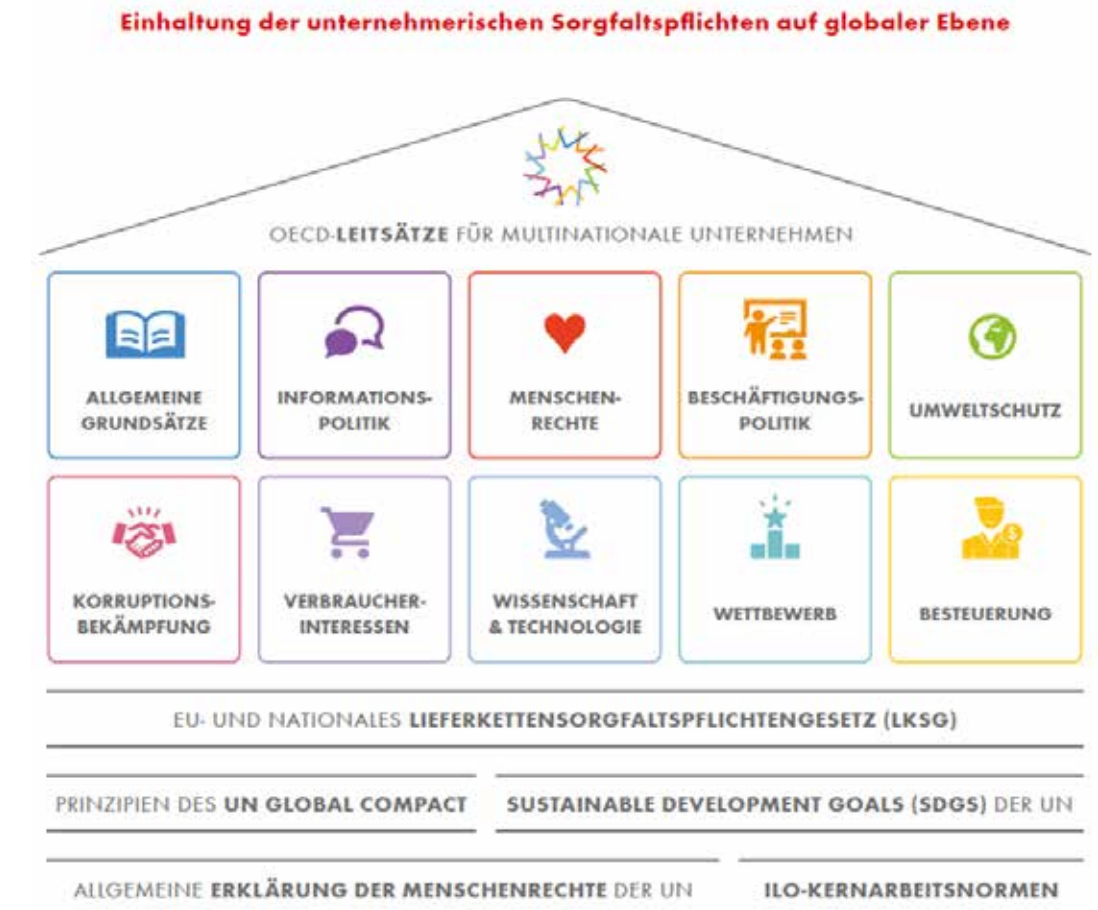 Einhaltung der unternehmerischen Sorgfaltspflichten auf globaler Ebene
OECD-LEITSÄTZE FÜR MULTINATIONALE UNTERNEHMEN
ALLGEMEINE
GRUNDSÄTZE
INFORMATIONS-
POLITIK
MENSCHEN-
RECHTE
BESCHÄFTIGUNGS-
POLITIK
UMWELTSCHUTZ
KORRUPTIONS-
BEKÄMPFUNG
VERBRAUCHER-
INTERESSEN
WISSENSCHAFT
& TECHNOLOGIE
WETTBEWERB
$
BESTEUERUNG
EU- UND NATIONALES LIEFERKETTENSORGFALTSPFLICHTENGESETZ (LKSG)
PRINZIPIEN DES UN GLOBAL COMPACT
SUSTAINABLE DEVELOPMENT GOALS (SDGS) DER UN
ALLGEMEINE ERKLÄRUNG DER MENSCHENRECHTE DER UN
ILO-KERNARBEITSNORMEN